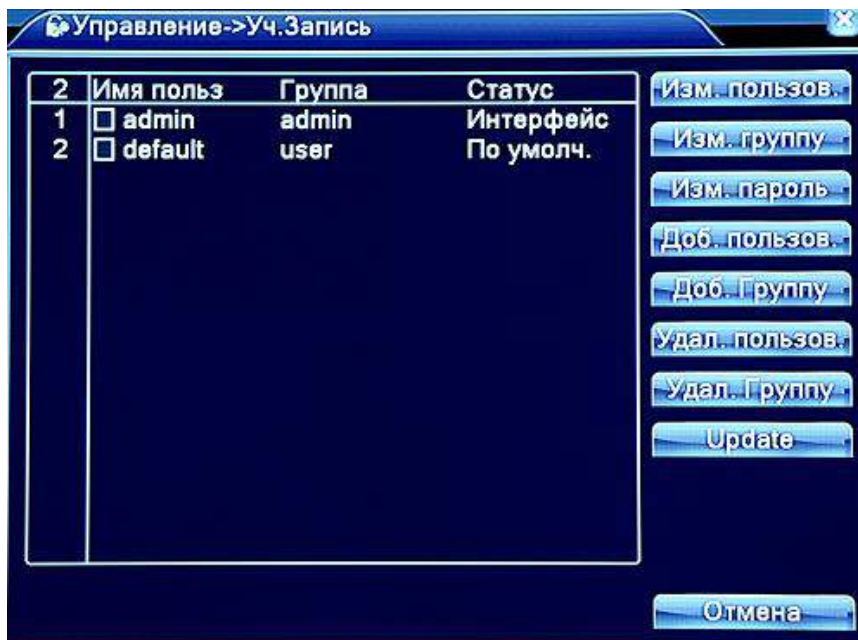 Управление->Уч.Запись
2 Имя польз Группа Статус
1 admin admin Интерфейс
2 default user По умолч.
Изм. пользов.
Изм. группу
Изм. пароль
Доб. пользов.
Доб. Группу
Удал. пользов.
Удал. Группу
Update
Отмена